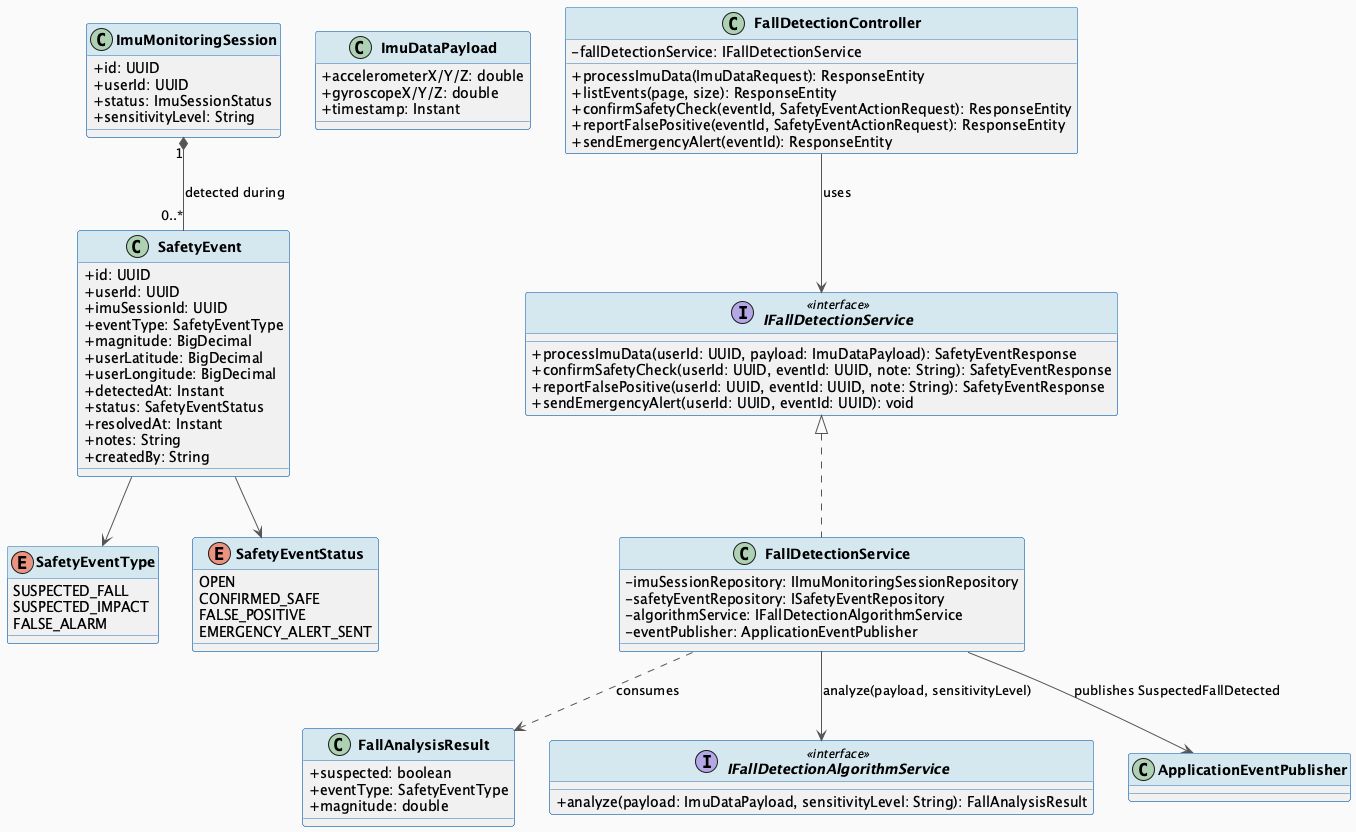 C ImuMonitoringSession
+id: UUID
+userId: UUID
+status: ImuSessionStatus
+sensitivityLevel: String
C ImuDataPayload
+accelerometerX/Y/Z: double
+gyroscopeX/Y/Z: double
+timestamp: Instant
C FallDetectionController
−fallDetectionService: IFallDetectionService
+processImuData(ImuDataRequest): ResponseEntity
+listEvents(page, size): ResponseEntity
+confirmSafetyCheck(eventId, SafetyEventActionRequest): ResponseEntity
+reportFalsePositive(eventId, SafetyEventActionRequest): ResponseEntity
+sendEmergencyAlert(eventId): ResponseEntity
1
detected during
0..*
uses
C SafetyEvent
+id: UUID
+userId: UUID
+imuSessionId: UUID
+eventType: SafetyEventType
+magnitude: BigDecimal
+userLatitude: BigDecimal
+userLongitude: BigDecimal
+detectedAt: Instant
+status: SafetyEventStatus
+resolvedAt: Instant
+notes: String
+createdBy: String
«interface»
I IFallDetectionService
+processImuData(userId: UUID, payload: ImuDataPayload): SafetyEventResponse
+confirmSafetyCheck(userId: UUID, eventId: UUID, note: String): SafetyEventResponse
+reportFalsePositive(userId: UUID, eventId: UUID, note: String): SafetyEventResponse
+sendEmergencyAlert(userId: UUID, eventId: UUID): void
E SafetyEventType
SUSPECTED_FALL
SUSPECTED_IMPACT
FALSE_ALARM
E SafetyEventStatus
OPEN
CONFIRMED_SAFE
FALSE_POSITIVE
EMERGENCY_ALERT_SENT
C FallDetectionService
−imuSessionRepository: IImuMonitoringSessionRepository
−safetyEventRepository: ISafetyEventRepository
−algorithmService: IFallDetectionAlgorithmService
−eventPublisher: ApplicationEventPublisher
consumes
analyze(payload, sensitivityLevel)
publishes SuspectedFallDetected
C FallAnalysisResult
+suspected: boolean
+eventType: SafetyEventType
+magnitude: double
«interface»
I IFallDetectionAlgorithmService
+analyze(payload: ImuDataPayload, sensitivityLevel: String): FallAnalysisResult
C ApplicationEventPublisher